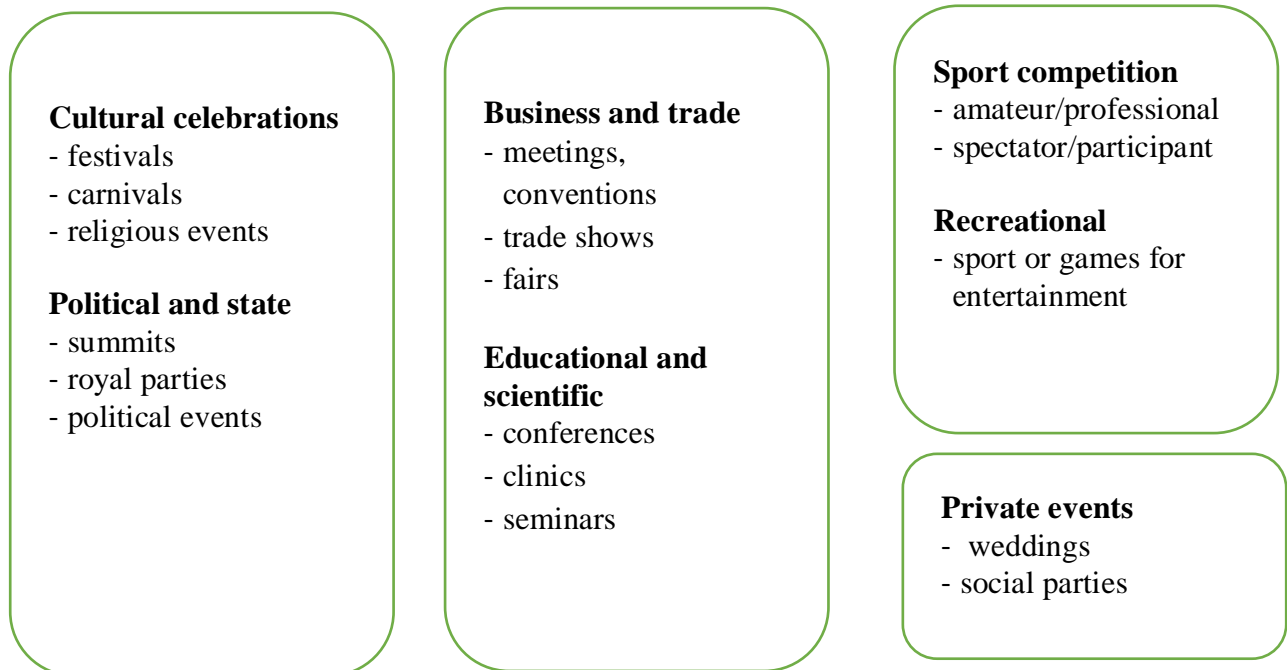 Cultural celebrations
- festivals
- carnivals
- religious events
Political and state
- summits
- royal parties
- political events
Business and trade
- meetings,
conventions
- trade shows
- fairs
Educational and
scientific
- conferences
- clinics
- seminars
Sport competition
- amateur/professional
- spectator/participant
Recreational
- sport or games for
entertainment
Private events
- weddings
- social parties